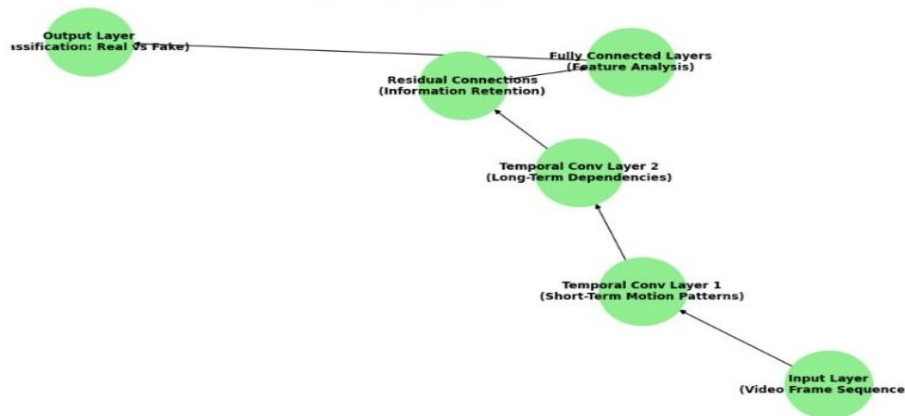 Output Layer
ssification: Real vs Fake)
Fully Connected Layers
(Feature Analysis)
Residual Connections
(Information Retention)
Temporal Conv Layer 2
(Long-Term Dependencies)
Temporal Conv Layer 1
(Short-Term Motion Patterns)
Input Layer
(Video Frame Sequence